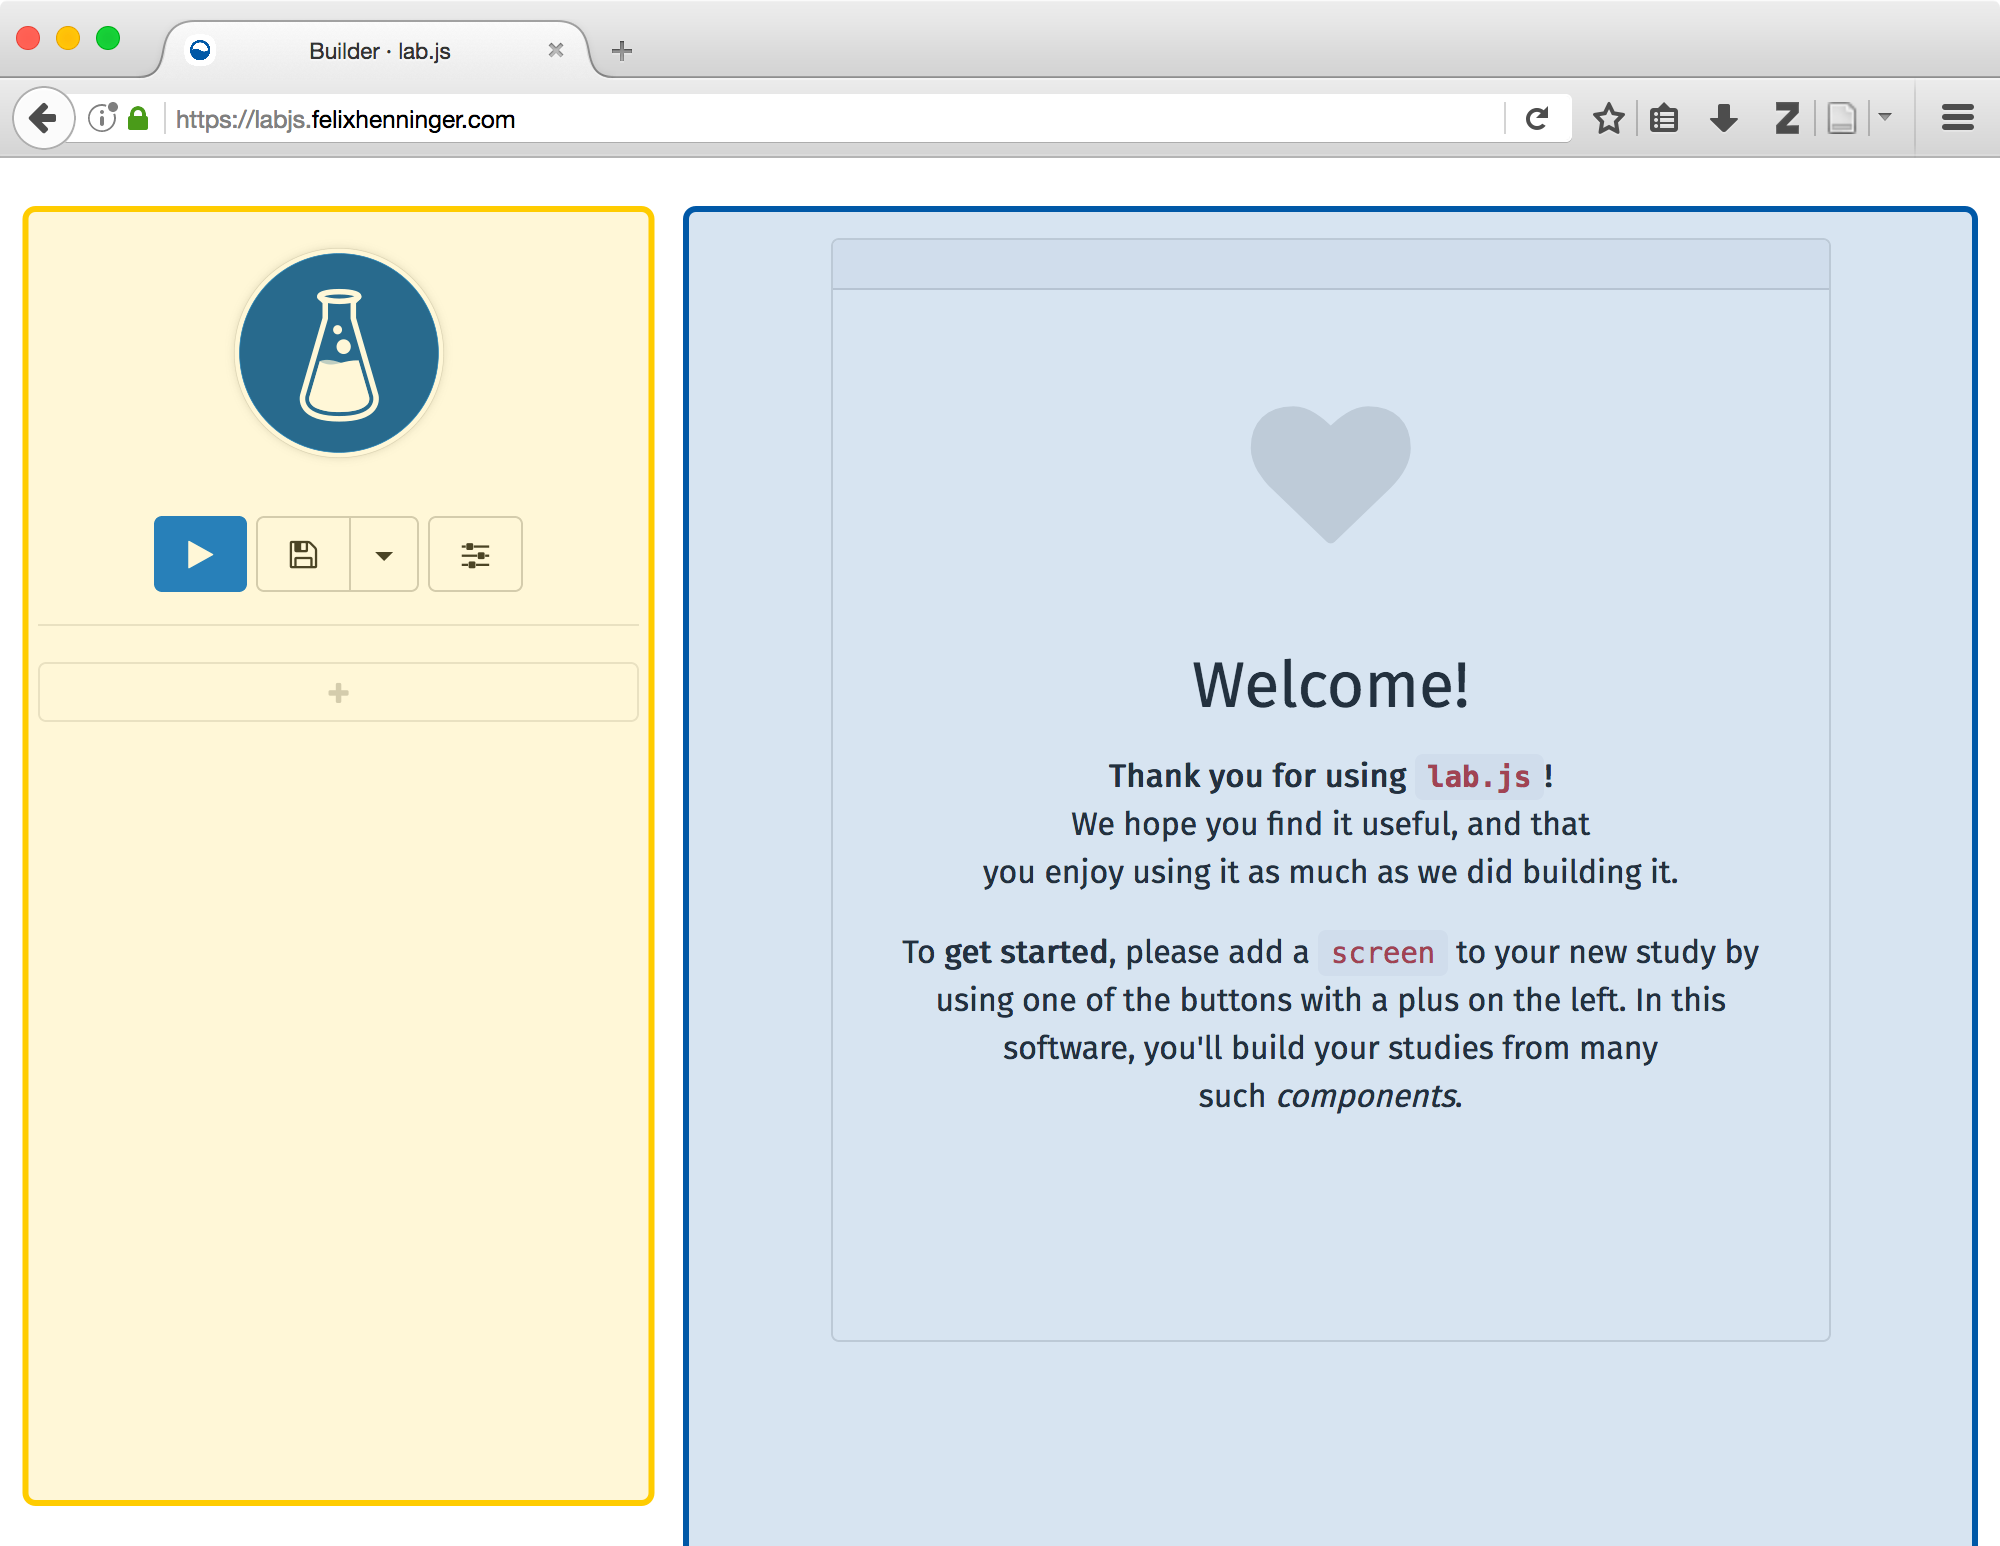 Builder · lab.js
https://labjs.felixhenninger.com
Welcome!
Thank you for using lab.js !
We hope you find it useful, and that
you enjoy using it as much as we did building it.
To get started, please add a screen to your new study by
using one of the buttons with a plus on the left. In this
software, you'll build your studies from many
such components.